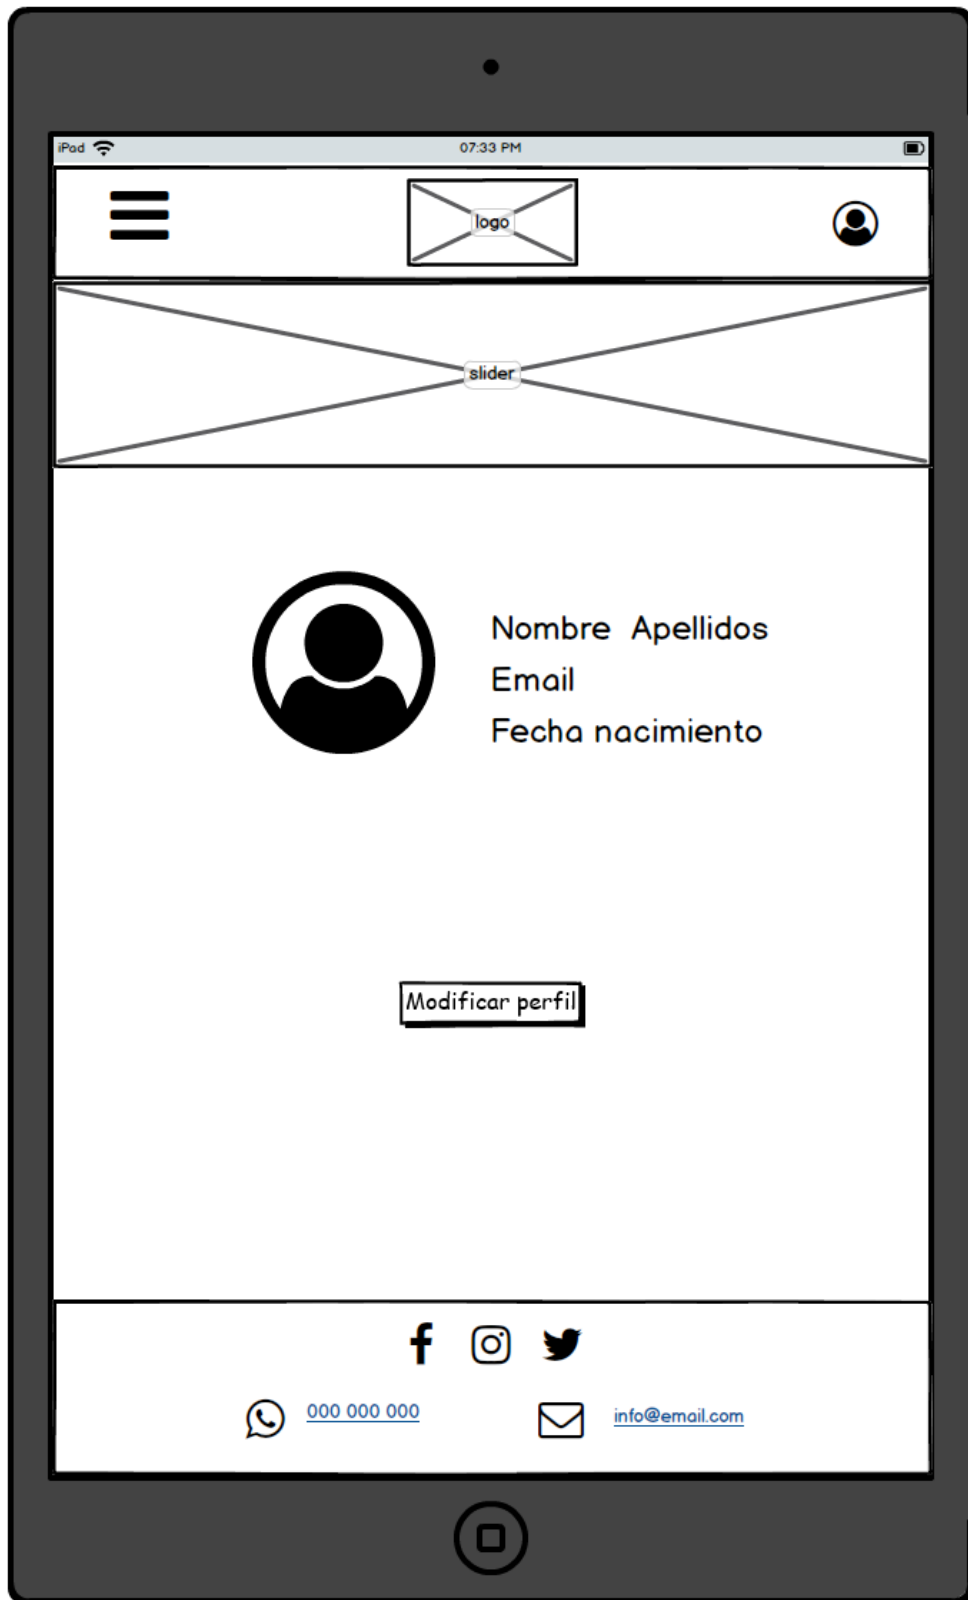 iPad 07:33 PM
logo
slider
Nombre Apellidos
Email
Fecha nacimiento
Modificar perfil
000 000 000 info@email.com